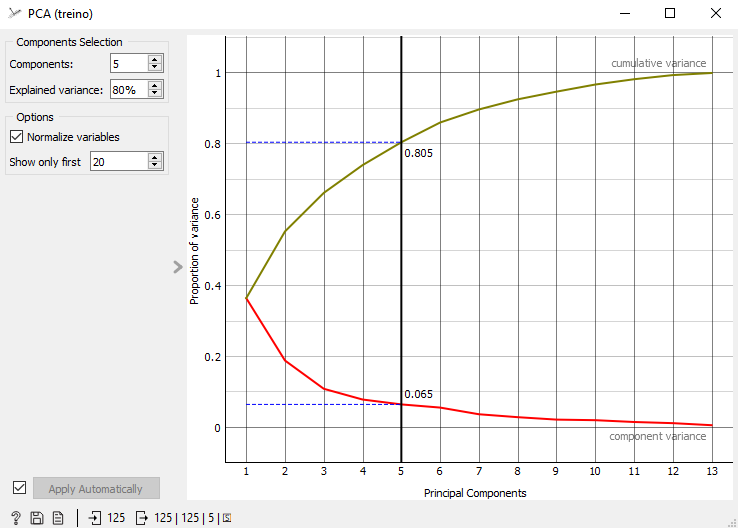 PCA (treino)
Components Selection
Components: 5
Explained variance: 80%
Options
Normalize variables
Show only first 20
Apply Automatically
125 125 | 125 | 5 |
cumulative variance
1
0.8
0.805
0.6
0.4
0.2
0.065
0
component variance
Proportion of variance
1 2 3 4 5 6 7 8 9 10 11 12 13
Principal Components